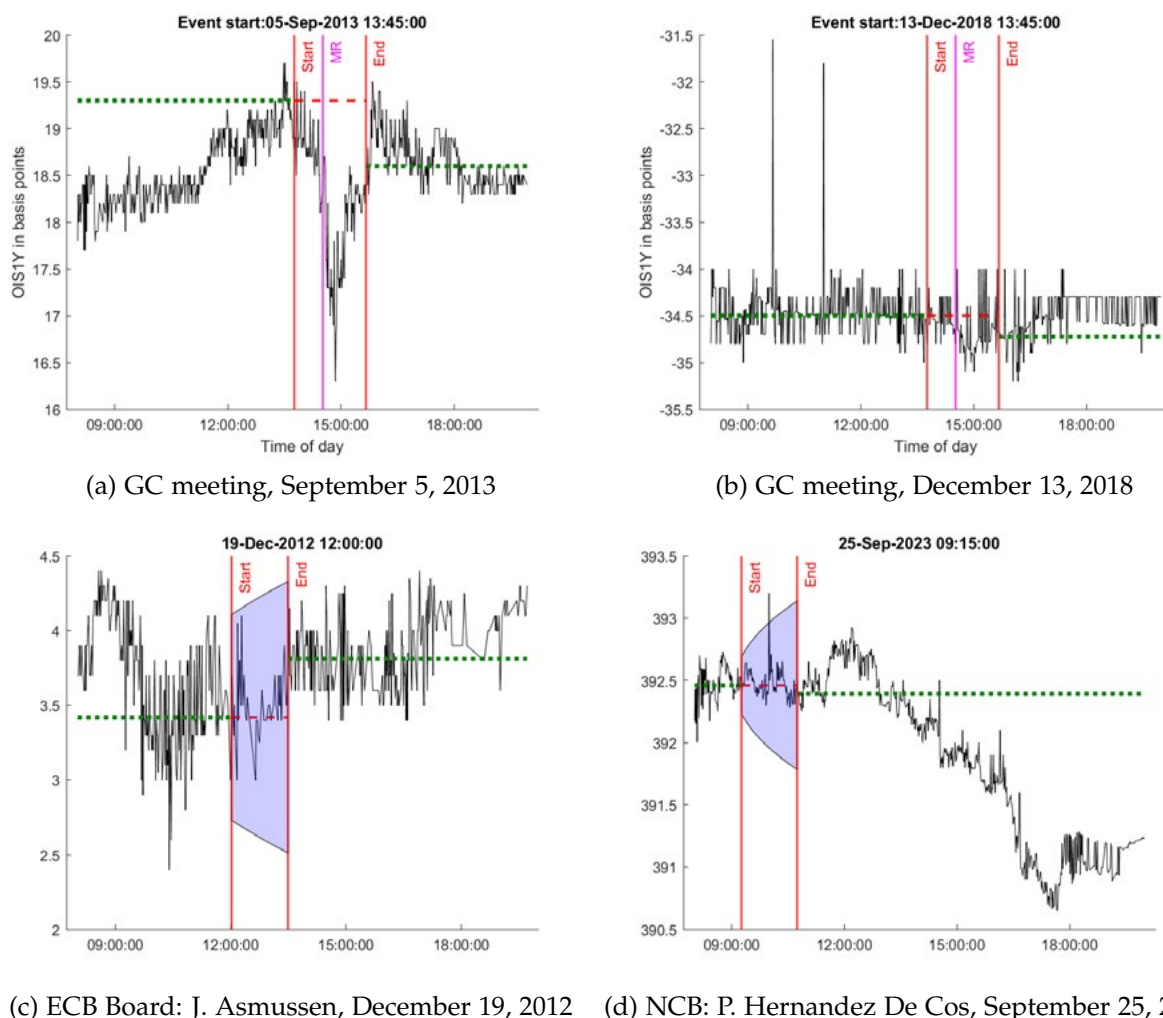 Event start:05-Sep-2013 13:45:00
20
19.5
19
18.5
18
17.5
17
16.5
16
OIS1Y in basis points
Start
MR
End
09:00:00 12:00:00 15:00:00 18:00:00
Time of day
(a) GC meeting, September 5, 2013
Event start:13-Dec-2018 13:45:00
-31.5
-32
-32.5
-33
-33.5
-34
-34.5
-35
-35.5
OIS1Y in basis points
Start
MR
End
09:00:00 12:00:00 15:00:00 18:00:00
Time of day
(b) GC meeting, December 13, 2018
19-Dec-2012 12:00:00
4.5
4
3.5
3
2.5
2
Start
End
09:00:00 12:00:00 15:00:00 18:00:00
(c) ECB Board: J. Asmussen, December 19, 2012
25-Sep-2023 09:15:00
393.5
393
392.5
392
391.5
391
390.5
Start
End
09:00:00 12:00:00 15:00:00 18:00:00
(d) NCB: P. Hernandez De Cos, September 25, 2